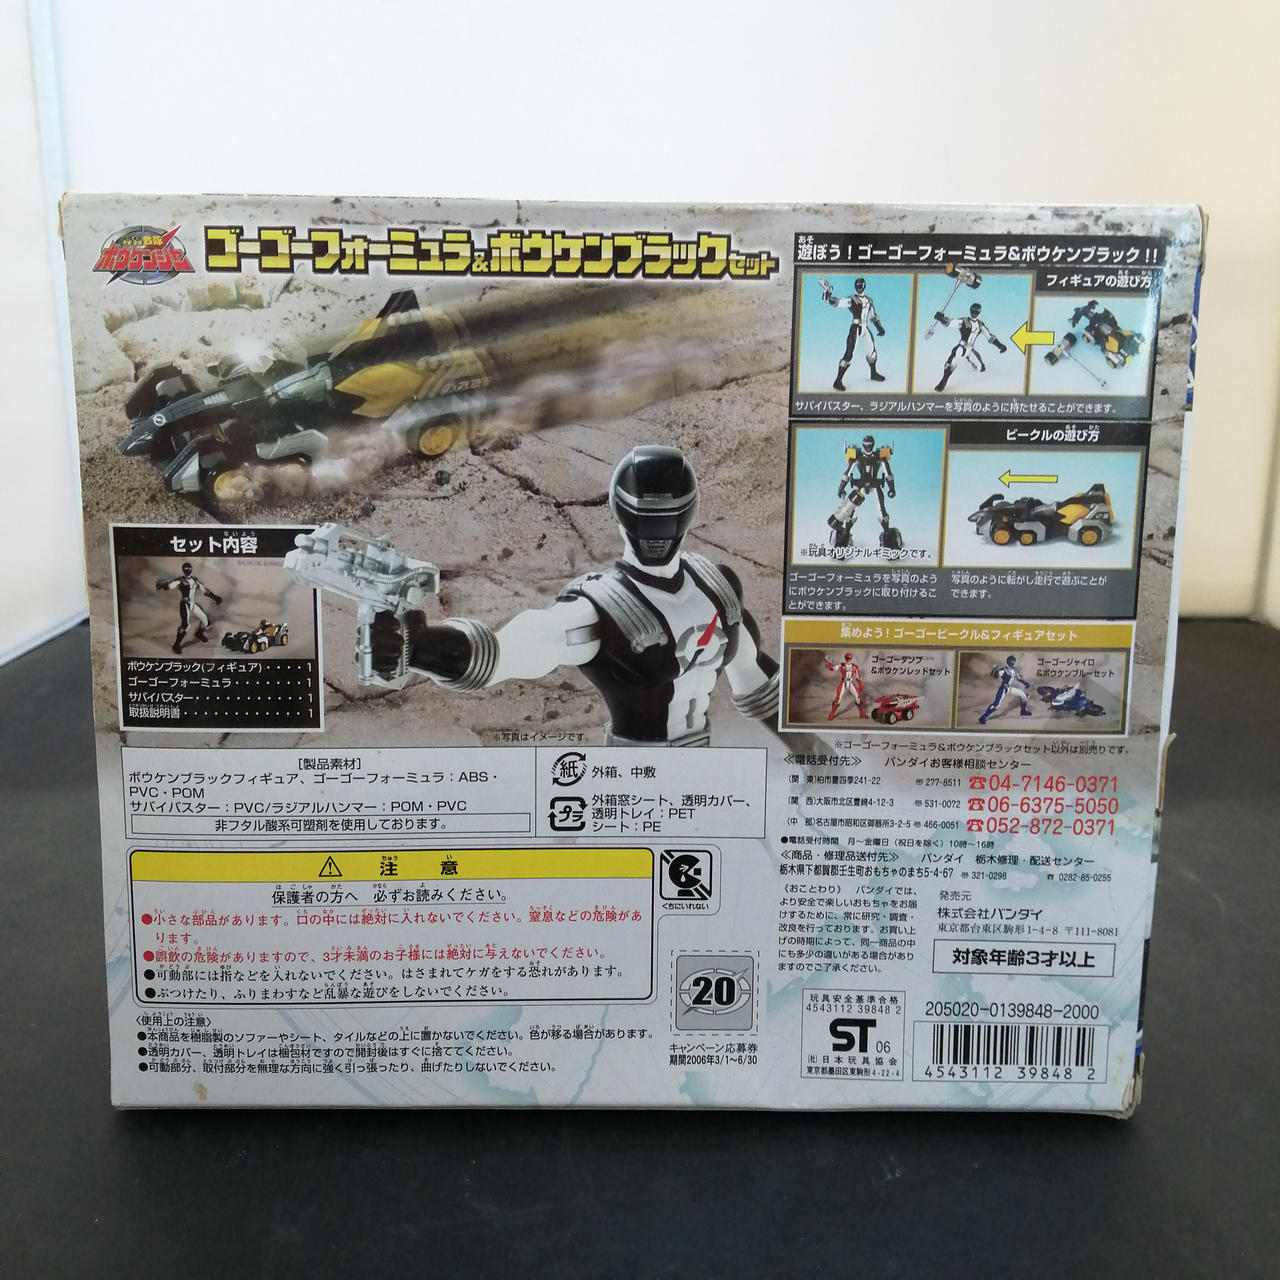 轟轟戦隊
ボウケンジャー
ゴーゴーフォーミュラ&ボウケンブラックセット
遊ぼう！ゴーゴーフォーミュラ&ボウケンブラック!!
フィギュアの遊び方
サバイバスター、ラジアルハンマーを写真のように持たせることができます。
ビークルの遊び方
※玩具オリジナルギミックです。
ゴーゴーフォーミュラを写真のよう
にボウケンブラックに取り付けるこ
とができます。
写真のように転がし走行で遊ぶことが
できます。
集めよう！ゴーゴービークル&フィギュアセット
ゴーゴーダンプ
&ボウケンレッドセット
ゴーゴージャイロ
&ボウケンブルーセット
※ゴーゴーフォーミュラ&ボウケンブラックセット以外は別売りです。
セット内容
ボウケンブラック(フィギュア)・・・・1
ゴーゴーフォーミュラ・・・・・・・1
サバイバスター・・・・・・・・・・1
取扱説明書・・・・・・・・・・・・1
※写真はイメージです。
[製品素材]
ボウケンブラックフィギュア、ゴーゴーフォーミュラ：ABS・
PVC・POM
サバイバスター：PVC/ラジアルハンマー：POM・PVC
非フタル酸系可塑剤を使用しております。
紙
外箱、中敷
プラ
外箱窓シート、透明カバー、
透明トレイ：PET
シート：PE
≪電話受付先≫ バンダイお客様相談センター
(関 東)柏市豊四季241-22 〒277-8511 ☎04-7146-0371
(関 西)大阪市北区豊崎4-12-3 〒531-0072 ☎06-6375-5050
(中 部)名古屋市昭和区御器所3-2-5 〒466-0051 ☎052-872-0371
●電話受付時間 月〜金曜日(祝日を除く)10時〜16時
≪商品・修理品送付先≫ バンダイ 栃木修理・配送センター
栃木県下都賀郡壬生町おもちゃのまち5-4-67 〒321-0298 ☎0282-85-0255
《おことわり》 バンダイでは、
より安全で楽しいおもちゃをお届
けするために、常に研究・調査・
改良を行っております。お買い上
げの時期によって、同一商品の中
にも多少の違いがある場合があり
ますのでご了承ください。
発売元
株式会社バンダイ
東京都台東区駒形1-4-8 〒111-8081
対象年齢3才以上
⚠ 注意
保護者の方へ 必ずお読みください。
●小さな部品があります。口の中には絶対に入れないでください。窒息などの危険があ
ります。
●誤飲の危険がありますので、3才未満のお子様には絶対に与えないでください。
●可動部には指などを入れないでください。はさまれてケガをする恐れがあります。
●ぶつけたり、ふりまわすなど乱暴な遊びをしないでください。
くちにいれない
〈使用上の注意〉
●本商品を樹脂製のソファーやシート、タイルなどの上に置かないでください。色が移る場合があります。
●透明カバー、透明トレイは梱包材ですので開封後はすぐに捨ててください。
●可動部分、取付部分を無理な方向に強く引っ張ったり、曲げたりしないでください。
20
キャンペーン応募券
期間2006年3/1〜6/30
玩具安全基準合格
4543112 39848 2
ST 06
(社)日本玩具協会
東京都墨田区東駒形4-22-4
205020-0139848-2000
4543112 39848 2